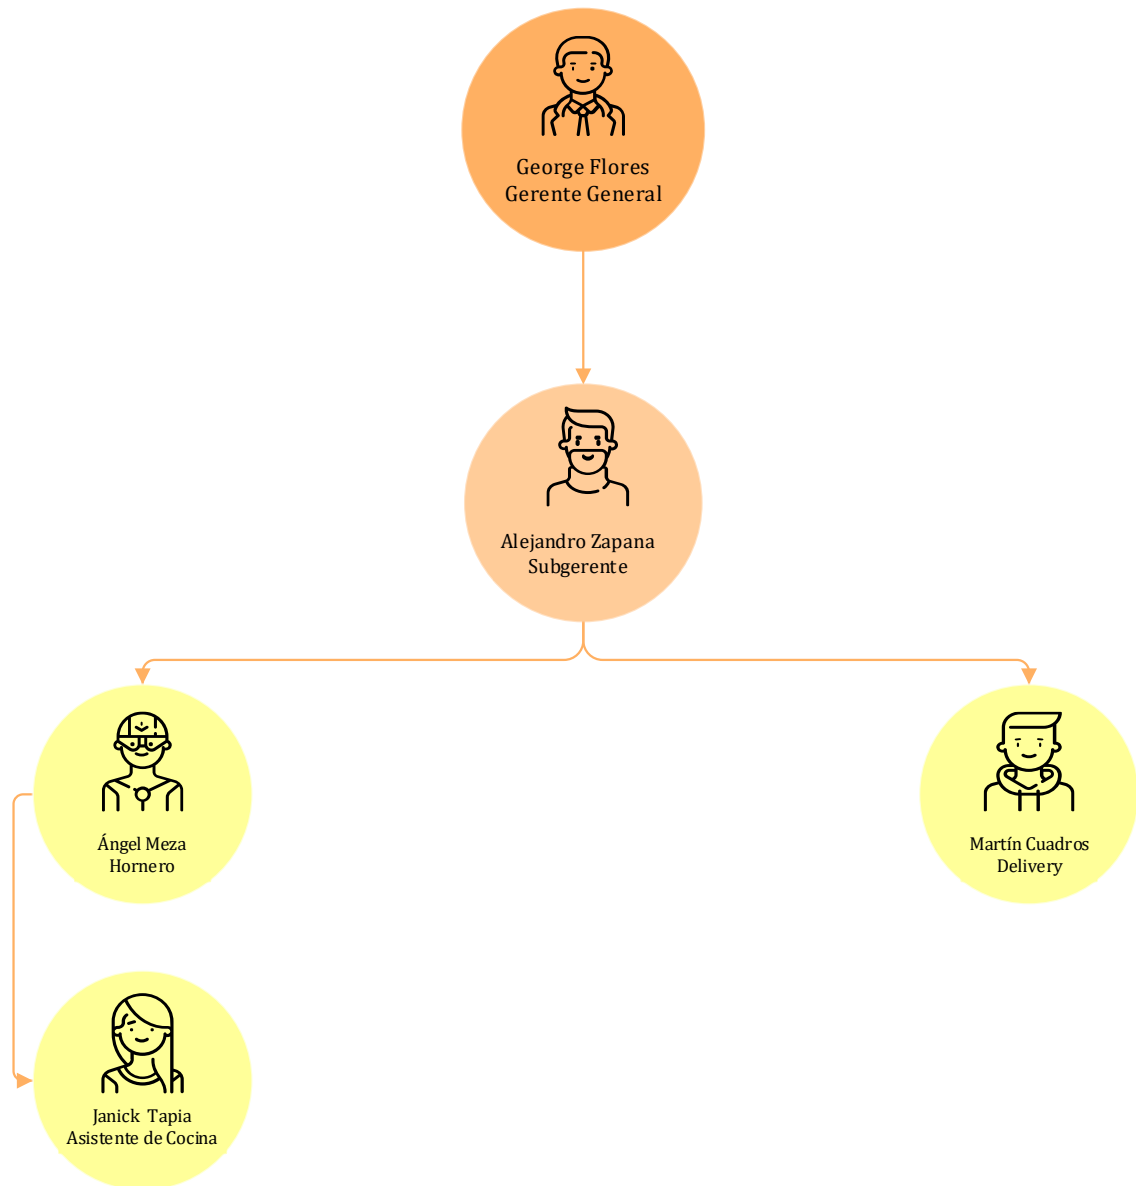 George Flores
Gerente General
Alejandro Zapana
Subgerente
Ángel Meza
Hornero
Martín Cuadros
Delivery
Janick Tapia
Asistente de Cocina